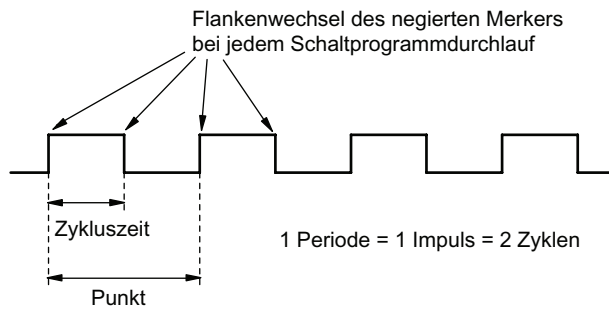 Flankenwechsel des negierten Merkers
bei jedem Schaltprogrammdurchlauf
Zykluszeit
1 Periode = 1 Impuls = 2 Zyklen
Punkt